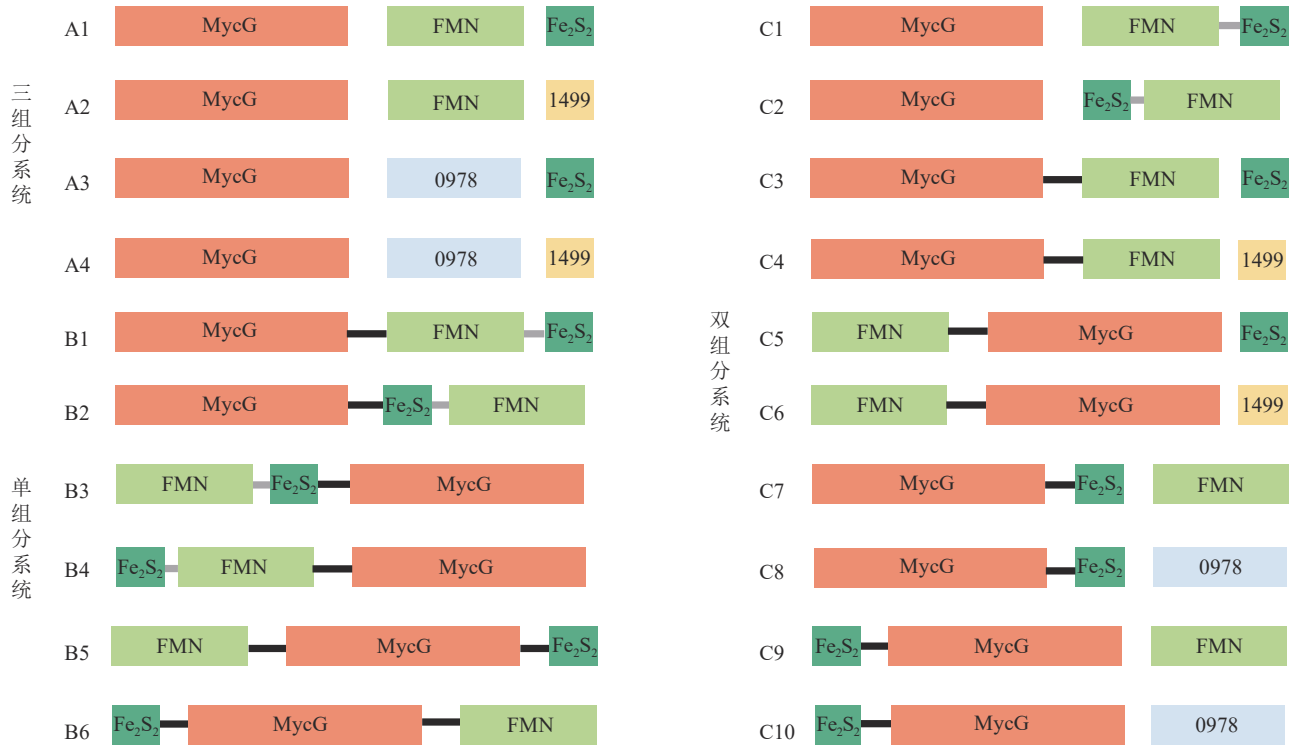 三组分系统
A1 MycG FMN Fe₂S₂
A2 MycG FMN 1499
A3 MycG 0978 Fe₂S₂
A4 MycG 0978 1499
单组分系统
B1 MycG FMN Fe₂S₂
B2 MycG Fe₂S₂ FMN
B3 FMN Fe₂S₂ MycG
B4 Fe₂S₂ FMN MycG
B5 FMN MycG Fe₂S₂
B6 Fe₂S₂ MycG FMN
双组分系统
C1 MycG FMN Fe₂S₂
C2 MycG Fe₂S₂ FMN
C3 MycG FMN Fe₂S₂
C4 MycG FMN 1499
C5 FMN MycG Fe₂S₂
C6 FMN MycG 1499
C7 MycG Fe₂S₂ FMN
C8 MycG Fe₂S₂ 0978
C9 Fe₂S₂ MycG FMN
C10 Fe₂S₂ MycG 0978